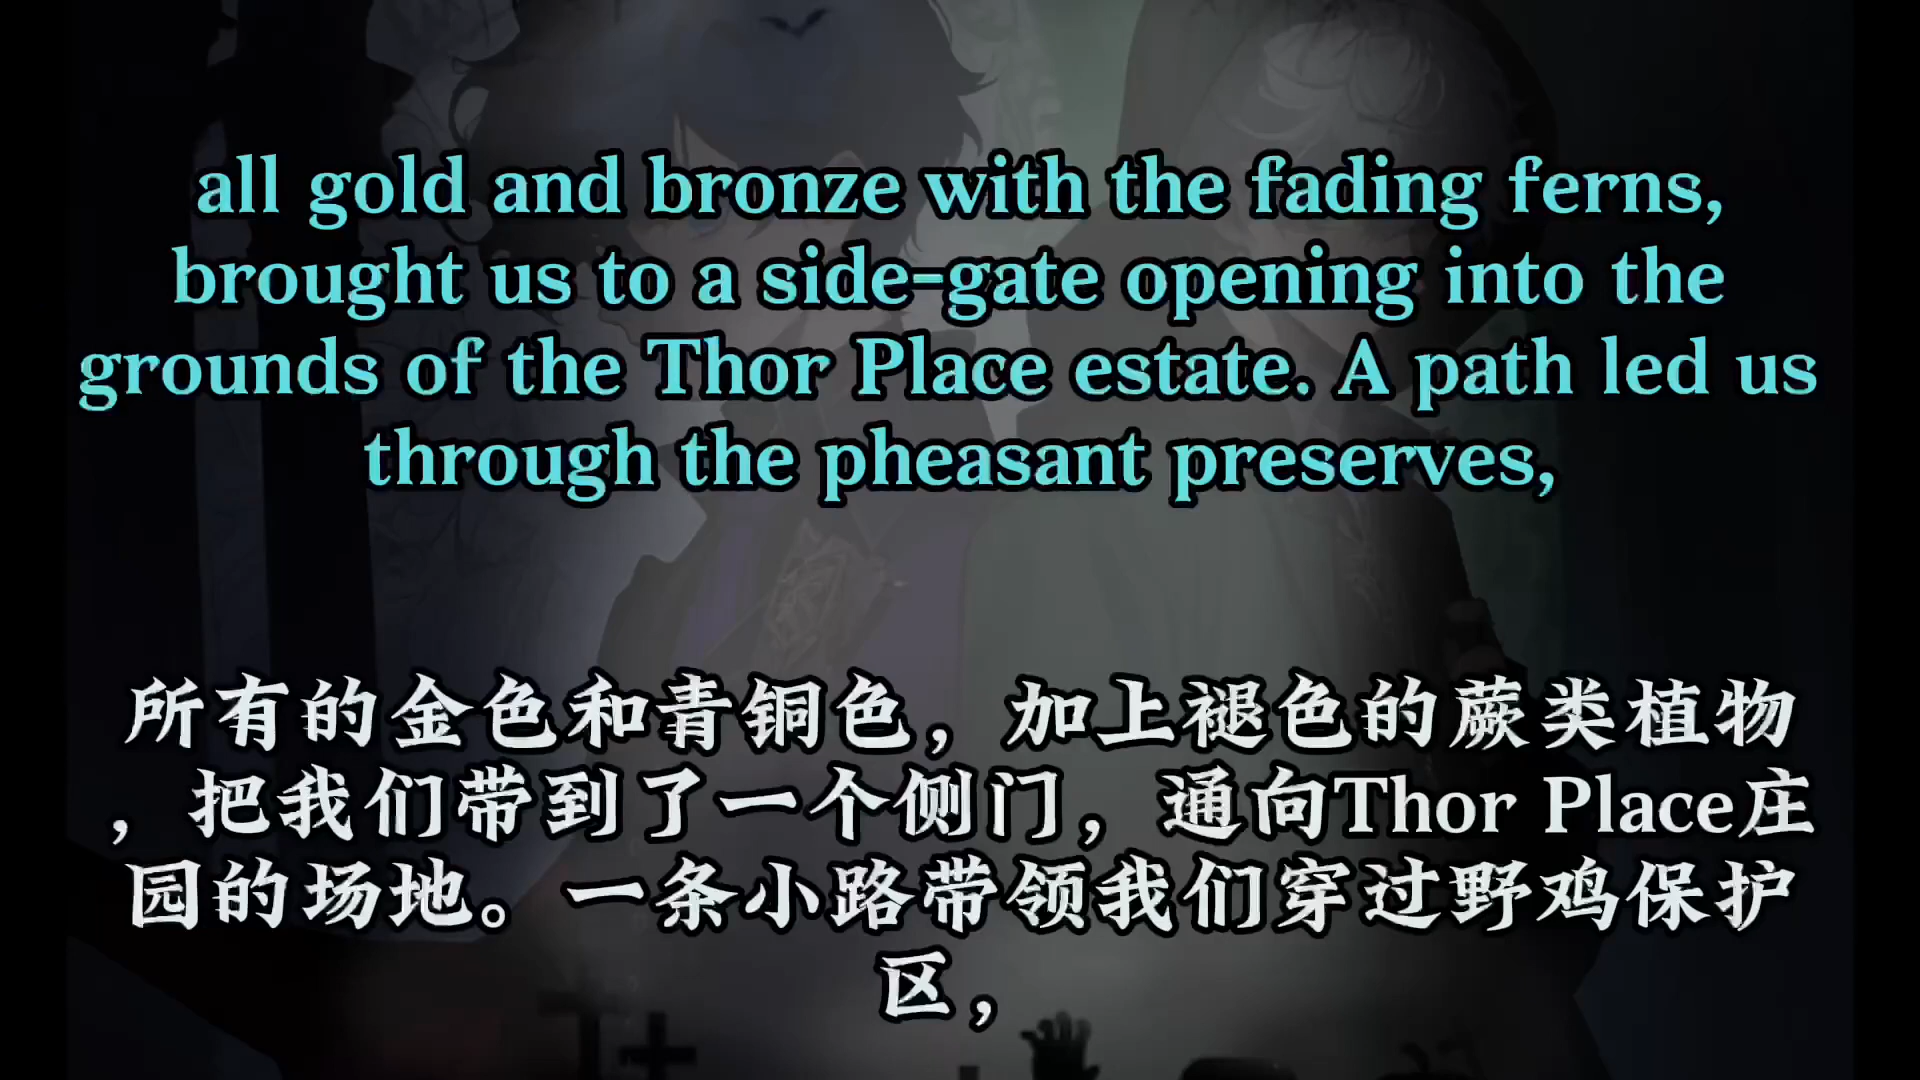 all gold and bronze with the fading ferns,
brought us to a side-gate opening into the
grounds of the Thor Place estate. A path led us
through the pheasant preserves,
所有的金色和青铜色，加上褪色的蕨类植物
，把我们带到了一个侧门，通向Thor Place庄
园的场地。一条小路带领我们穿过野鸡保护
区，